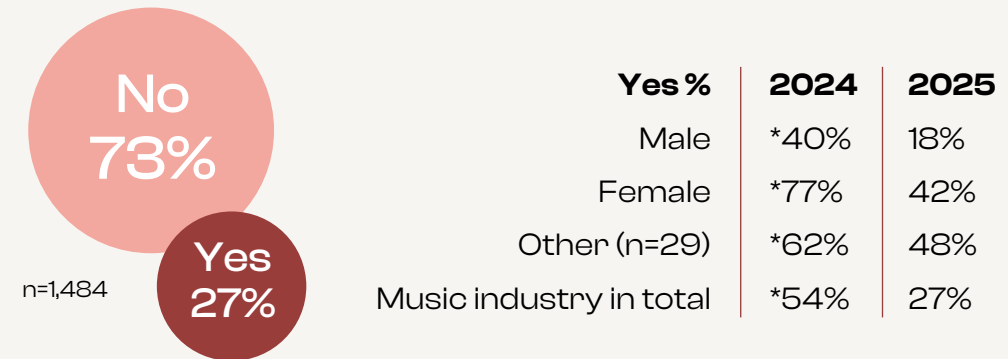 No
73%
Yes
27%
n=1,484
Yes % 2024 2025
Male *40% 18%
Female *77% 42%
Other (n=29) *62% 48%
Music industry in total *54% 27%